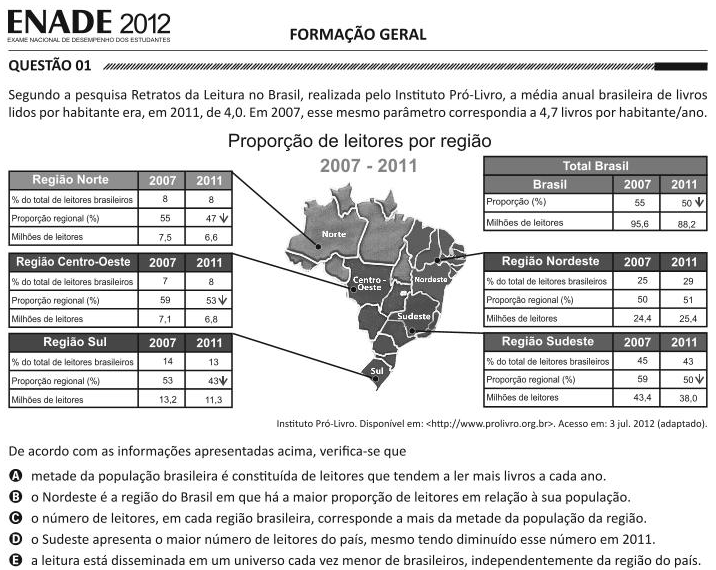 ENADE 2012
EXAME NACIONAL DE DESEMPENHO DOS ESTUDANTES
FORMAÇÃO GERAL
QUESTÃO 01
Segundo a pesquisa Retratos da Leitura no Brasil, realizada pelo Instituto Pró-Livro, a média anual brasileira de livros
lidos por habitante era, em 2011, de 4,0. Em 2007, esse mesmo parâmetro correspondia a 4,7 livros por habitante/ano.
Proporção de leitores por região
2007 - 2011
Região Norte 2007 2011
% do total de leitores brasileiros 8 8
Proporção regional (%) 55 47
Milhões de leitores 7,5 6,6
Região Centro-Oeste 2007 2011
% do total de leitores brasileiros 7 8
Proporção regional (%) 59 53
Milhões de leitores 7,1 6,8
Região Sul 2007 2011
% do total de leitores brasileiros 14 13
Proporção regional (%) 53 43
Milhões de leitores 13,2 11,3
Norte
Nordeste
Centro -
Oeste
Sudeste
Sul
Total Brasil
Brasil 2007 2011
Proporção (%) 55 50
Milhões de leitores 95,6 88,2
Região Nordeste 2007 2011
% do total de leitores brasileiros 25 29
Proporção regional (%) 50 51
Milhões de leitores 24,4 25,4
Região Sudeste 2007 2011
% do total de leitores brasileiros 45 43
Proporção regional (%) 59 50
Milhões de leitores 43,4 38,0
Instituto Pró-Livro. Disponível em: <http://www.prolivro.org.br>. Acesso em: 3 jul. 2012 (adaptado).
De acordo com as informações apresentadas acima, verifica-se que
A metade da população brasileira é constituída de leitores que tendem a ler mais livros a cada ano.
B o Nordeste é a região do Brasil em que há a maior proporção de leitores em relação à sua população.
C o número de leitores, em cada região brasileira, corresponde a mais da metade da população da região.
D o Sudeste apresenta o maior número de leitores do país, mesmo tendo diminuído esse número em 2011.
E a leitura está disseminada em um universo cada vez menor de brasileiros, independentemente da região do país.